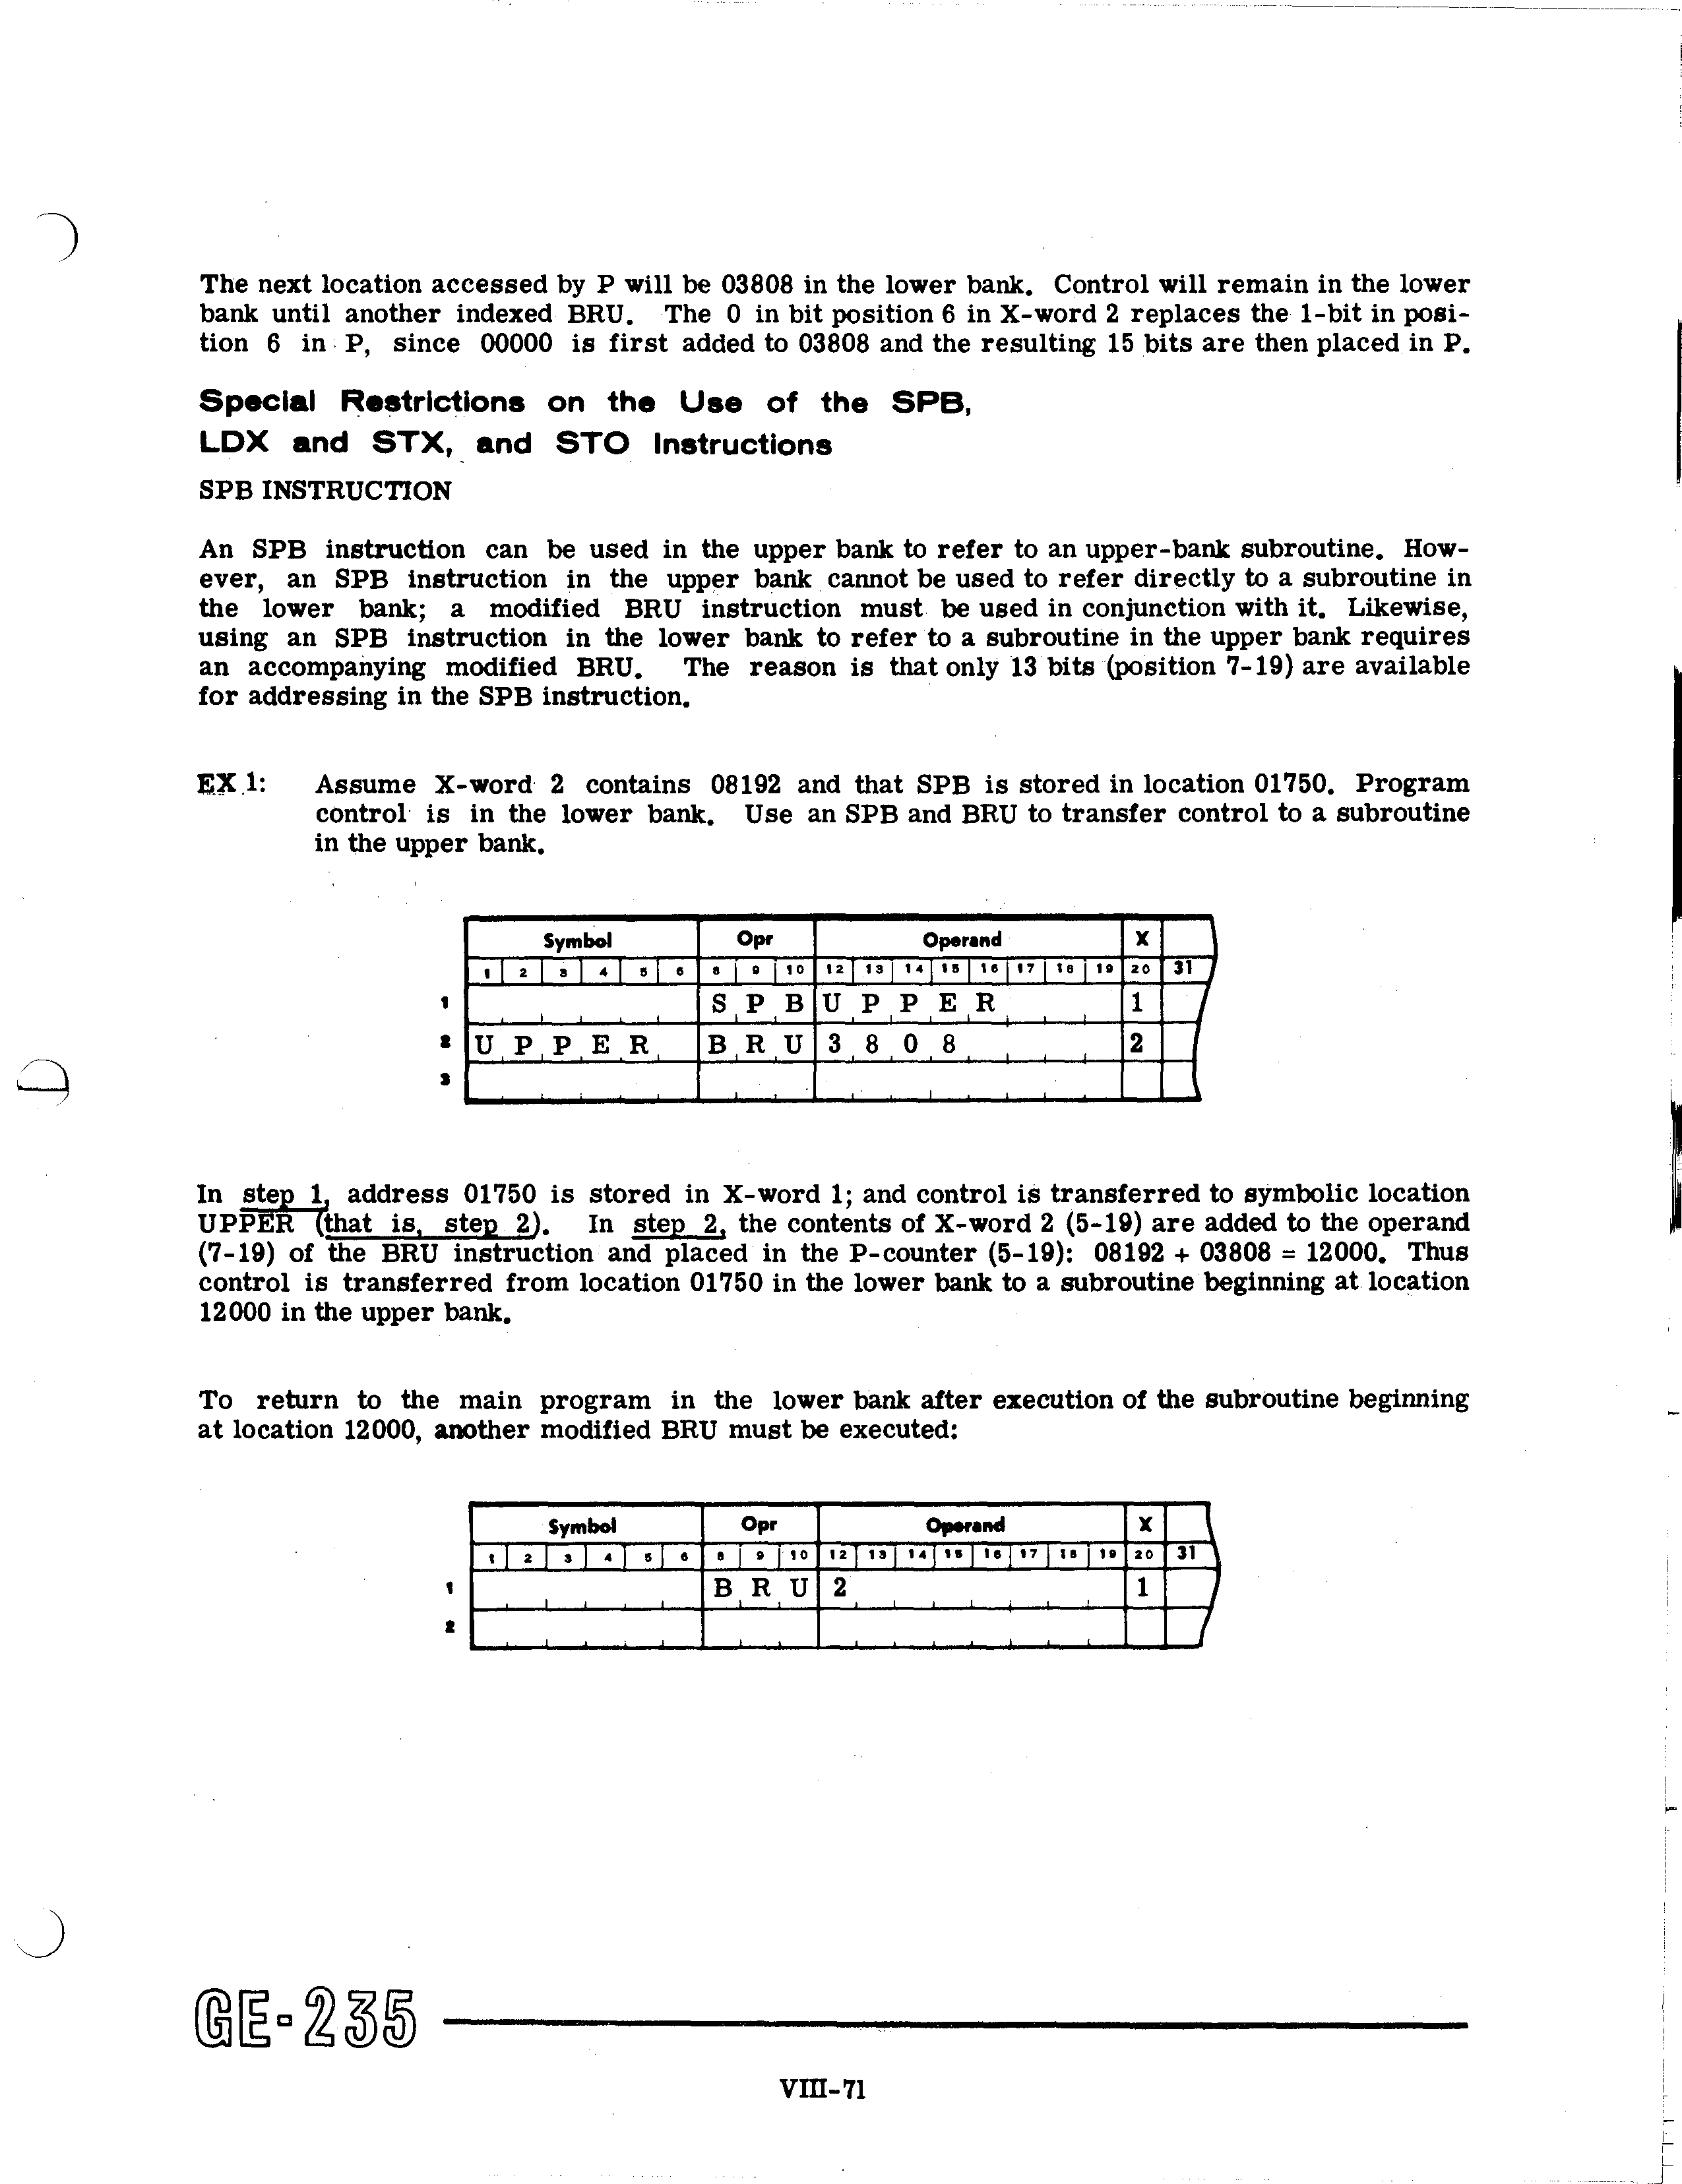 The next location accessed by P will be 03808 in the lower bank. Control will remain in the lower
bank until another indexed BRU. The 0 in bit position 6 in X-word 2 replaces the 1-bit in posi-
tion 6 in P, since 00000 is first added to 03808 and the resulting 15 bits are then placed in P.
Special Restrictions on the Use of the SPB,
LDX and STX, and STO Instructions
SPB INSTRUCTION
An SPB instruction can be used in the upper bank to refer to an upper-bank subroutine. How-
ever, an SPB instruction in the upper bank cannot be used to refer directly to a subroutine in
the lower bank; a modified BRU instruction must be used in conjunction with it. Likewise,
using an SPB instruction in the lower bank to refer to a subroutine in the upper bank requires
an accompanying modified BRU. The reason is that only 13 bits (position 7-19) are available
for addressing in the SPB instruction.
EX 1: Assume X-word 2 contains 08192 and that SPB is stored in location 01750. Program
control is in the lower bank. Use an SPB and BRU to transfer control to a subroutine
in the upper bank.
Symbol Opr Operand X
1 2 3 4 5 6 8 9 10 12 13 14 15 16 17 18 19 20 31
1 SPB UPPER 1
2 UPPER BRU 3808 2
3
In step 1, address 01750 is stored in X-word 1; and control is transferred to symbolic location
UPPER (that is, step 2). In step 2, the contents of X-word 2 (5-19) are added to the operand
(7-19) of the BRU instruction and placed in the P-counter (5-19): 08192 + 03808 = 12000. Thus
control is transferred from location 01750 in the lower bank to a subroutine beginning at location
12000 in the upper bank.
To return to the main program in the lower bank after execution of the subroutine beginning
at location 12000, another modified BRU must be executed:
Symbol Opr Operand X
1 2 3 4 5 6 8 9 10 12 13 14 15 16 17 18 19 20 31
1 BRU 2 1
2
GE-235
VIII-71